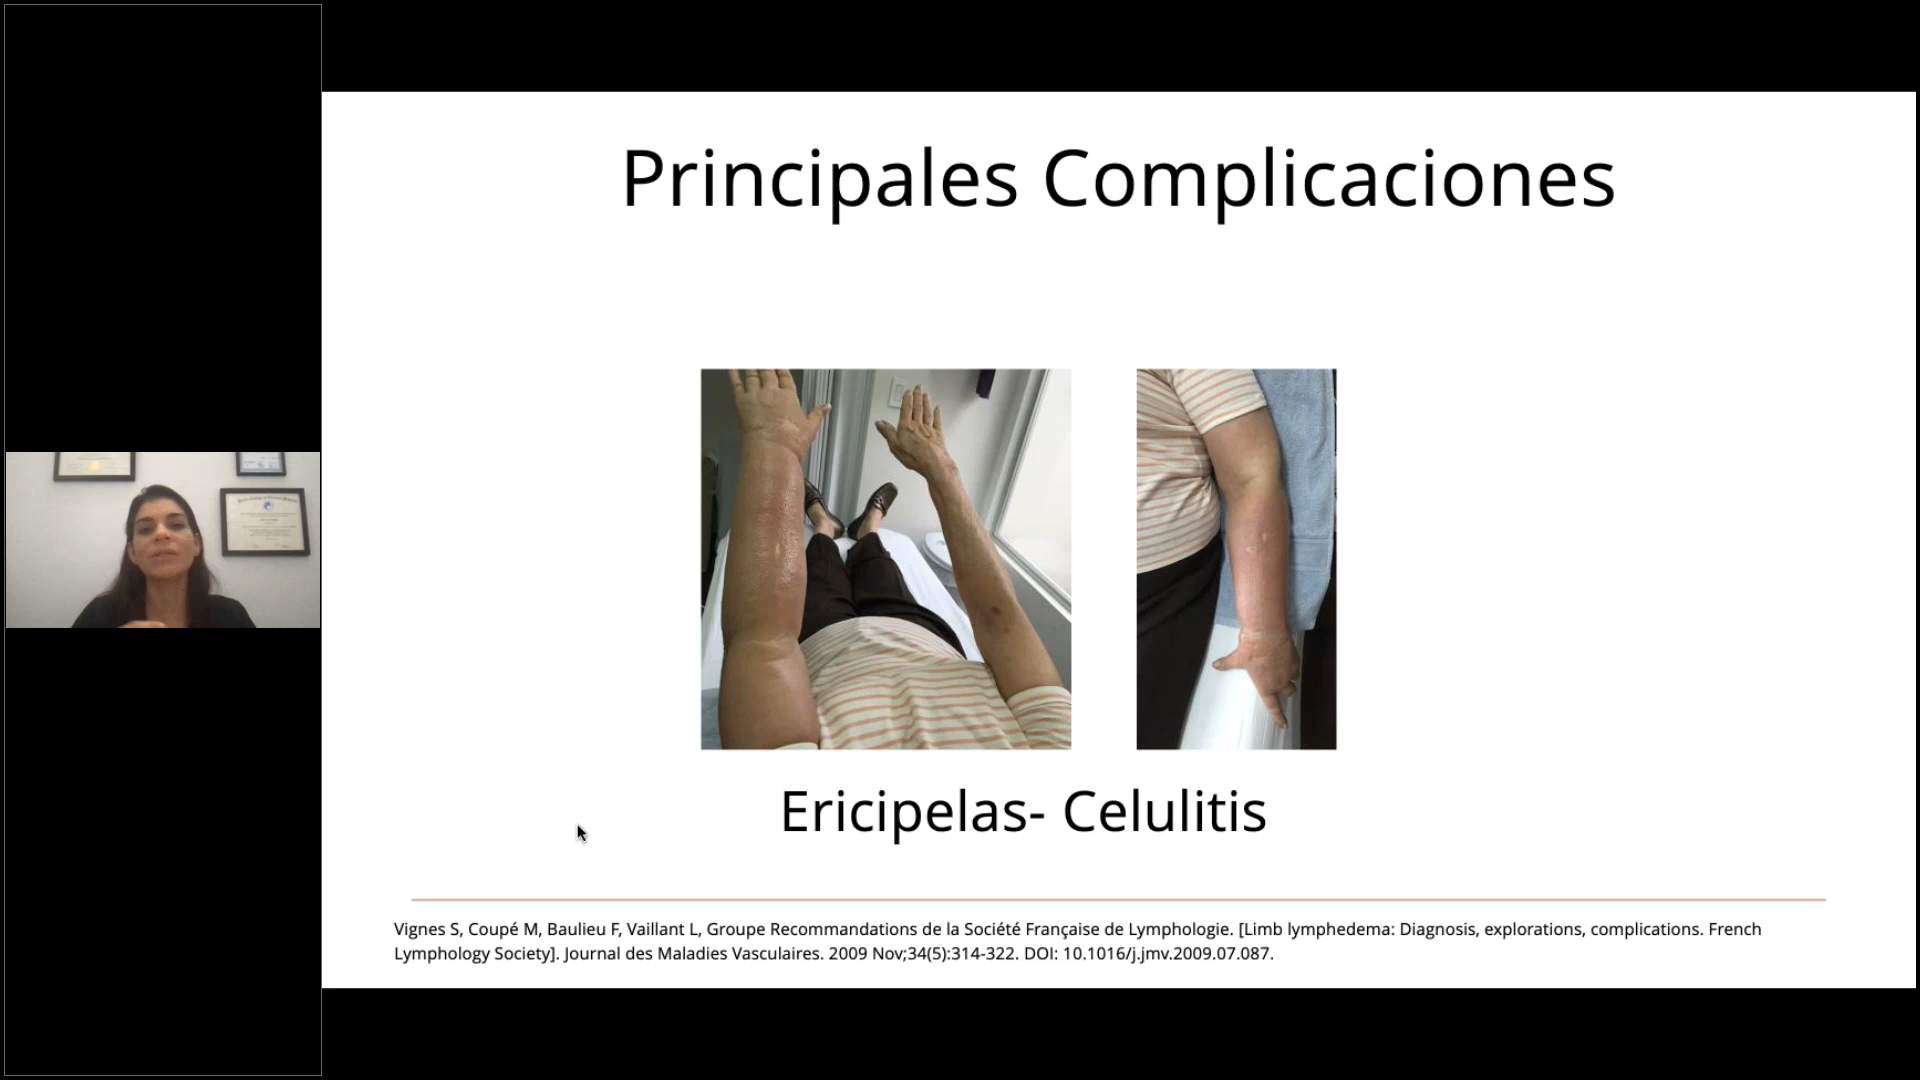 Principales Complicaciones
Ericipelas- Celulitis
Vignes S, Coupé M, Baulieu F, Vaillant L, Groupe Recommandations de la Société Française de Lymphologie. [Limb lymphedema: Diagnosis, explorations, complications. French
Lymphology Society]. Journal des Maladies Vasculaires. 2009 Nov;34(5):314-322. DOI: 10.1016/j.jmv.2009.07.087.